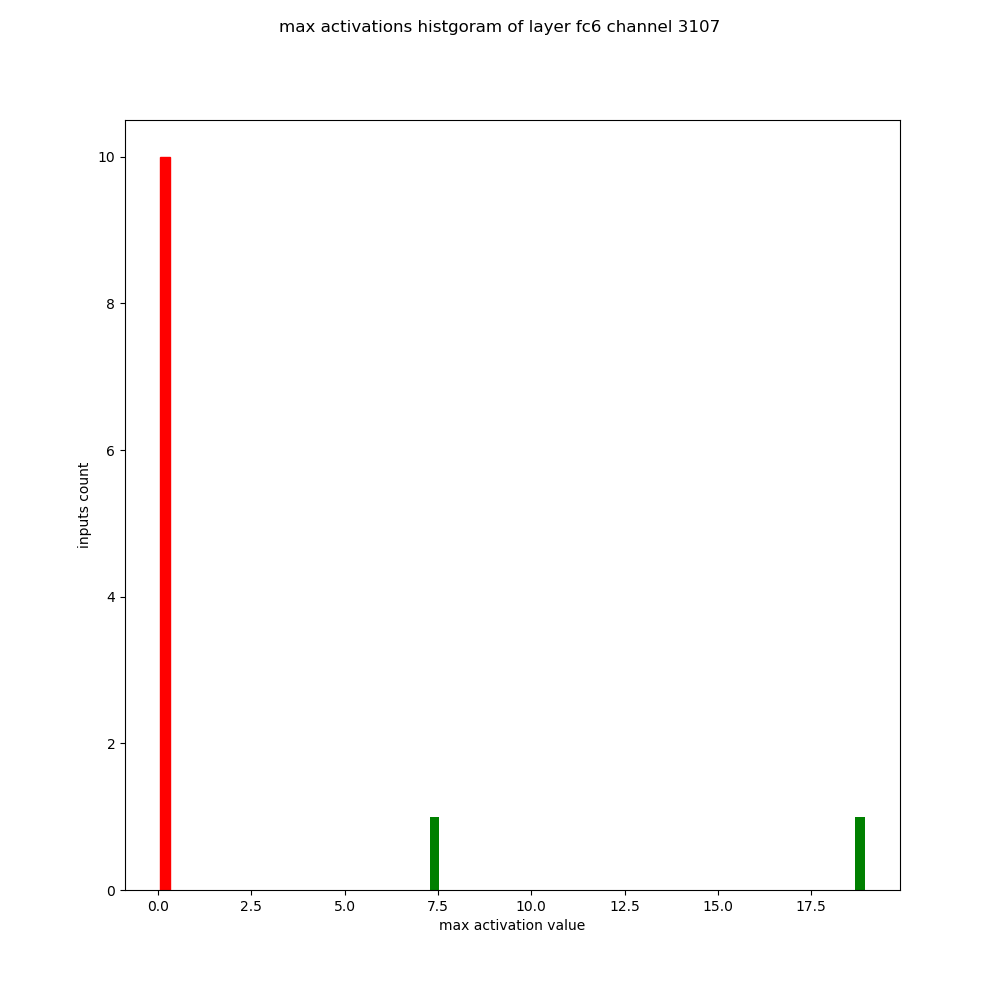 max activations histgoram of layer fc6 channel 3107
10
8
6
4
2
0
inputs count
0.0 2.5 5.0 7.5 10.0 12.5 15.0 17.5
max activation value